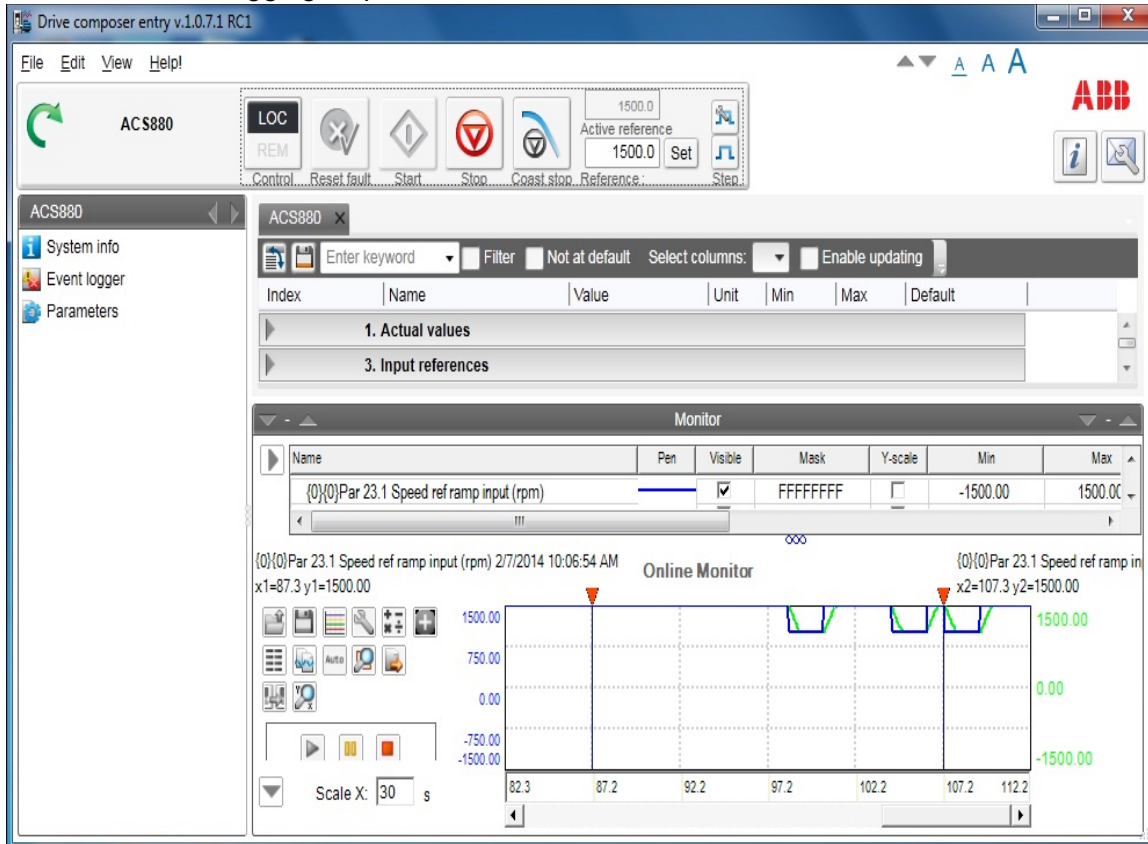 Drive composer entry v.1.0.7.1 RC1
File Edit View Help!
A A A
ABB
ACS880
LOC
REM
Control Reset fault Start Stop Coast stop Reference : Step
1500.0
Active reference
1500.0 Set
ACS880
System info
Event logger
Parameters
ACS880 X
Enter keyword Filter Not at default Select columns: Enable updating
Index Name Value Unit Min Max Default
1. Actual values
3. Input references
Monitor
Name Pen Visible Mask Y-scale Min Max
{0}{0}Par 23.1 Speed ref ramp input (rpm) FFFFFFFF -1500.00 1500.00
{0}{0}Par 23.1 Speed ref ramp input (rpm) 2/7/2014 10:06:54 AM
x1=87.3 y1=1500.00
Online Monitor
{0}{0}Par 23.1 Speed ref ramp in
x2=107.3 y2=1500.00
Auto
1500.00
750.00
0.00
-750.00
-1500.00
1500.00
0.00
-1500.00
82.3 87.2 92.2 97.2 102.2 107.2 112.2
Scale X: 30 s